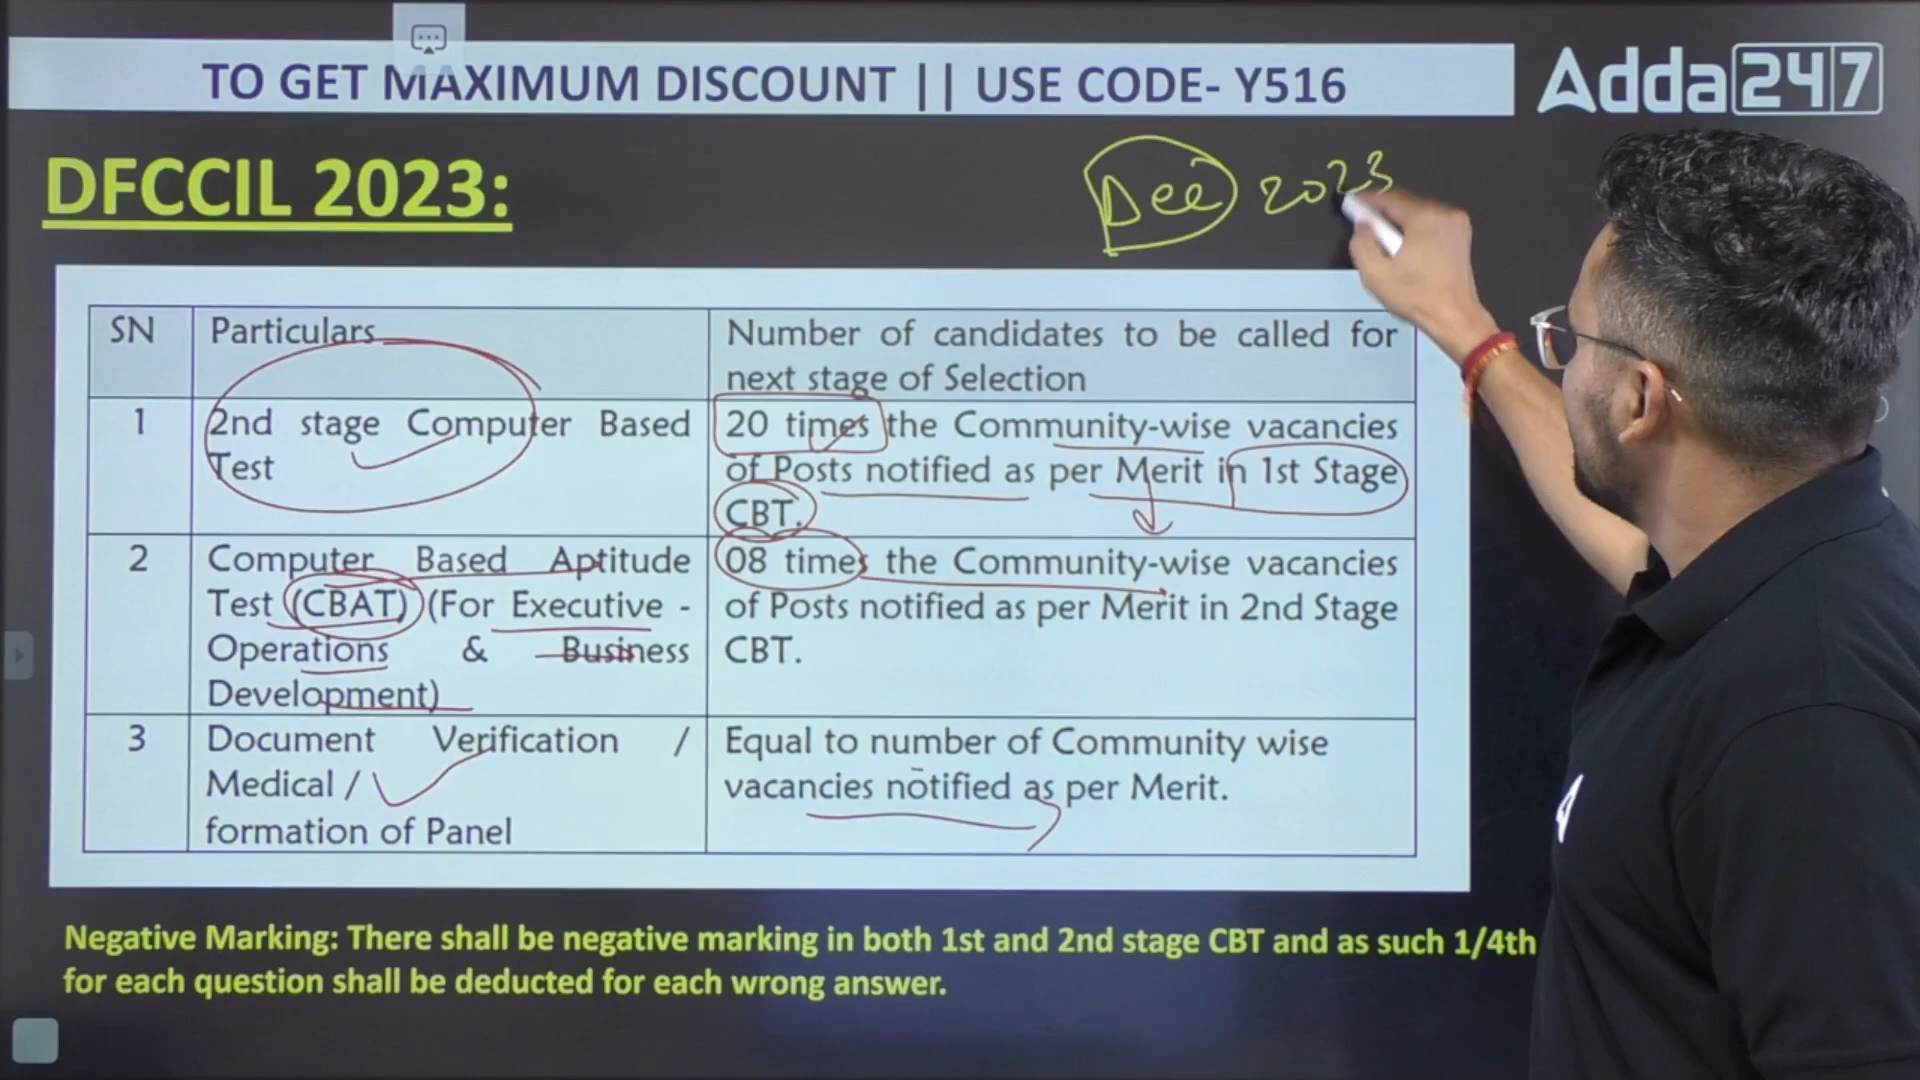 TO GET MAXIMUM DISCOUNT || USE CODE- Y516
Adda247
DFCCIL 2023:
Dec 2023
SN Particulars Number of candidates to be called for
next stage of Selection
1 2nd stage Computer Based
Test
20 times the Community-wise vacancies
of Posts notified as per Merit in 1st Stage
CBT.
2 Computer Based Aptitude
Test (CBAT) (For Executive -
Operations & Business
Development)
08 times the Community-wise vacancies
of Posts notified as per Merit in 2nd Stage
CBT.
3 Document Verification /
Medical /
formation of Panel
Equal to number of Community wise
vacancies notified as per Merit.
Negative Marking: There shall be negative marking in both 1st and 2nd stage CBT and as such 1/4th
for each question shall be deducted for each wrong answer.